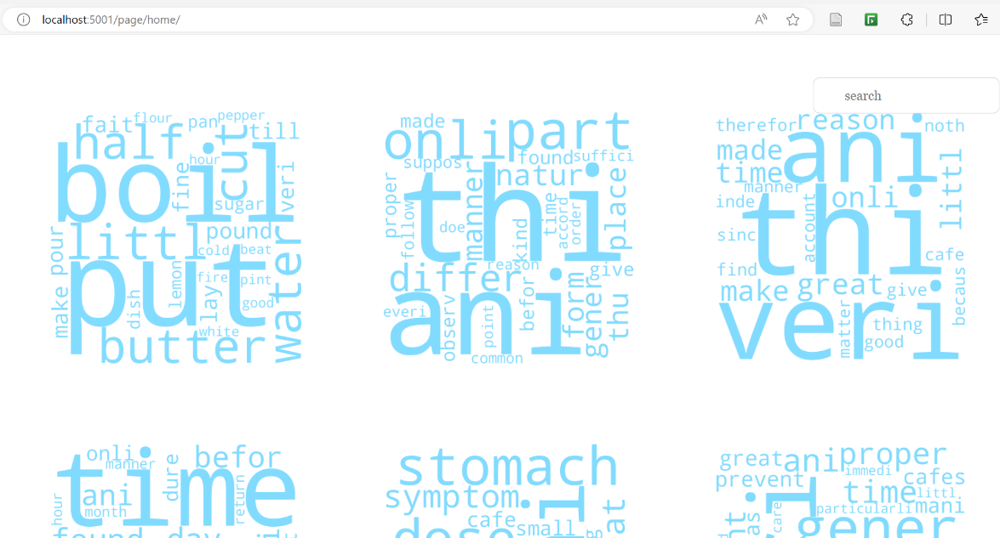 localhost:5001/page/home/
search
fait flour pan pepper
half cut till
boil
hour
fine veri
sugar
littl pound
cold beat
make pour
put
lemon fire pint
dish lay good
water
white
butter
made
onli part
suppos found suffici
natur
proper
thi
manner time place
follow doe accord order
kind
reason
differ give
befor form gener thu
everi
ani
observ point
common
therefor reason noth
made ani
time
manner littl
inde onli
thi
sinc account
cafe
find
make great give
becaus
veri
matter thing
good
onli
manner befor
time
dure
ani
hour month return
found day
stomach
symptom
cafe small
great ani proper
immedi
prevent cafes
time littl
particularli mani
care
gener